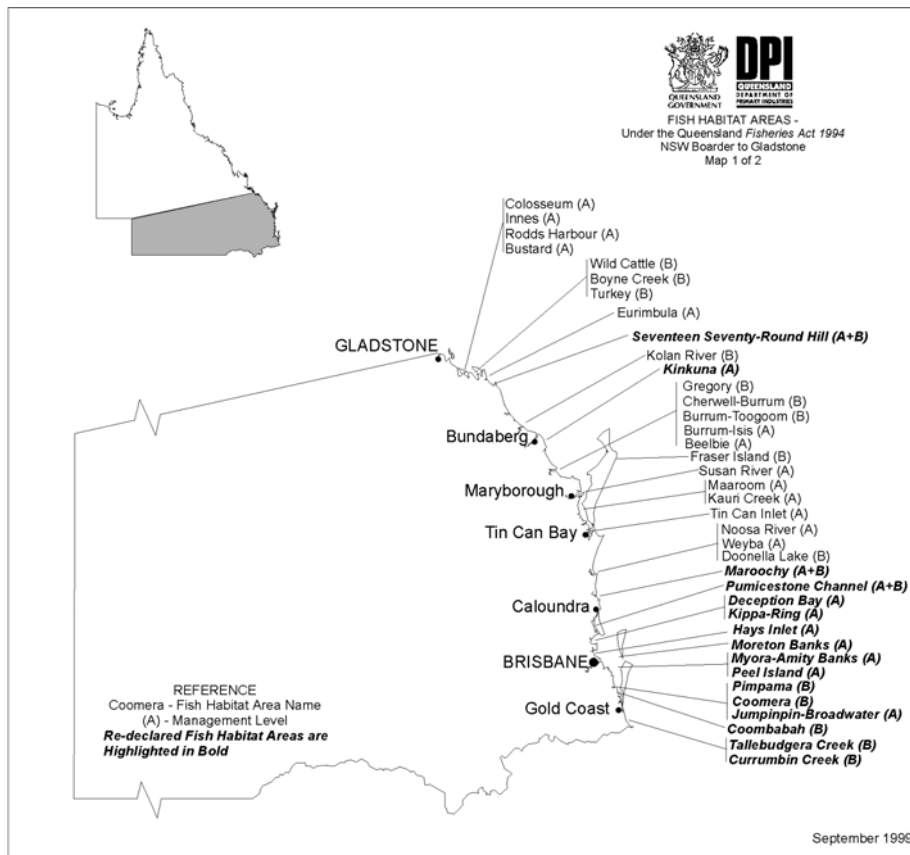 QUEENSLAND
GOVERNMENT
DPI
QUEENSLAND
DEPARTMENT OF
PRIMARY INDUSTRIES
FISH HABITAT AREAS -
Under the Queensland Fisheries Act 1994
NSW Boarder to Gladstone
Map 1 of 2
Colosseum (A)
Innes (A)
Rodds Harbour (A)
Bustard (A)
Wild Cattle (B)
Boyne Creek (B)
Turkey (B)
Eurimbula (A)
Seventeen Seventy-Round Hill (A+B)
GLADSTONE
Kolan River (B)
Kinkuna (A)
Gregory (B)
Cherwell-Burrum (B)
Burrum-Toogoom (B)
Burrum-Isis (A)
Beelbie (A)
Bundaberg
Fraser Island (B)
Susan River (A)
Maaroom (A)
Kauri Creek (A)
Maryborough
Tin Can Inlet (A)
Tin Can Bay
Noosa River (A)
Weyba (A)
Doonella Lake (B)
Maroochy (A+B)
Pumicestone Channel (A+B)
Deception Bay (A)
Kippa-Ring (A)
Caloundra
Hays Inlet (A)
Moreton Banks (A)
Myora-Amity Banks (A)
Peel Island (A)
BRISBANE
Pimpama (B)
Coomera (B)
Jumpinpin-Broadwater (A)
Gold Coast
Coombabah (B)
Tallebudgera Creek (B)
Currumbin Creek (B)
REFERENCE
Coomera - Fish Habitat Area Name
(A) - Management Level
Re-declared Fish Habitat Areas are
Highlighted in Bold
September 1999